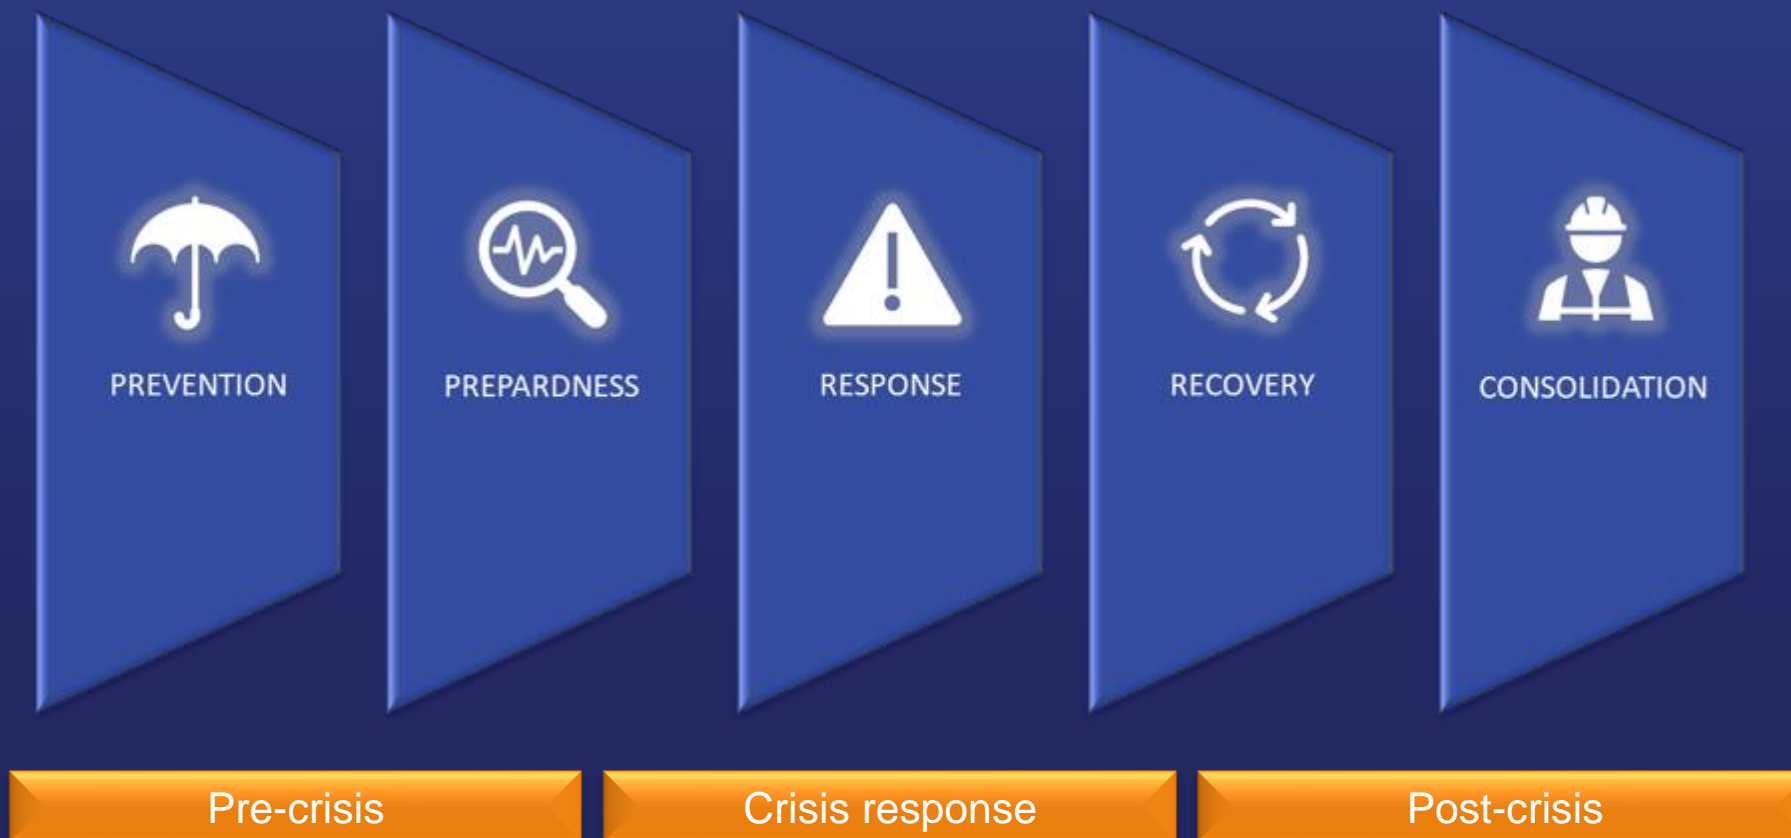 PREVENTION
PREPARDNESS
RESPONSE
RECOVERY
CONSOLIDATION
Pre-crisis
Crisis response
Post-crisis